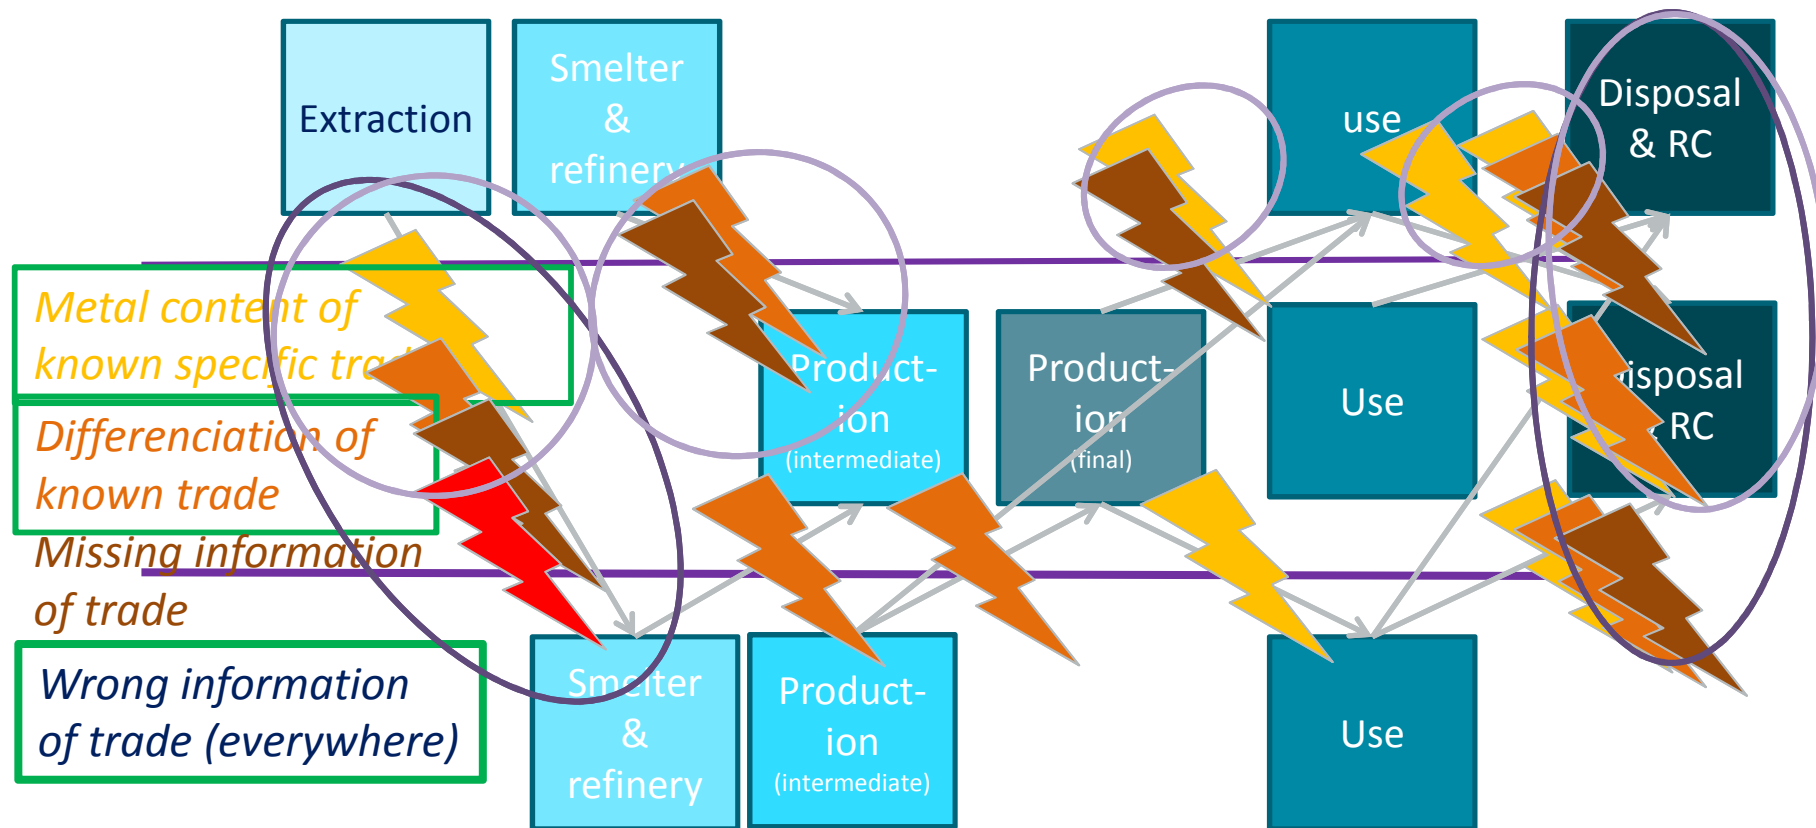 Extraction
Smelter
&
refinery
use
Disposal
& RC
Metal content of
known specific trade
Differenciation of
known trade
Missing information
of trade
Wrong information
of trade (everywhere)
Product-
ion
(intermediate)
Product-
ion
(final)
Use
Disposal
& RC
Smelter
&
refinery
Product-
ion
(intermediate)
Use